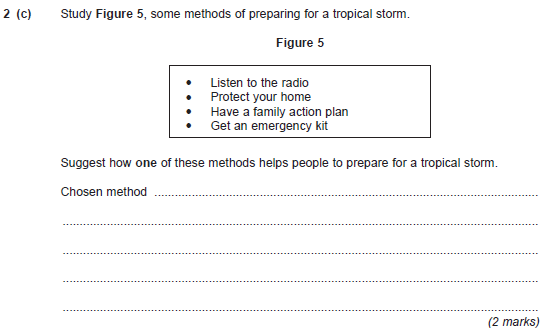 2 (c) Study Figure 5, some methods of preparing for a tropical storm.
Figure 5
• Listen to the radio
• Protect your home
• Have a family action plan
• Get an emergency kit
Suggest how one of these methods helps people to prepare for a tropical storm.
Chosen method ................................................................
................................................................
................................................................
................................................................
................................................................
(2 marks)